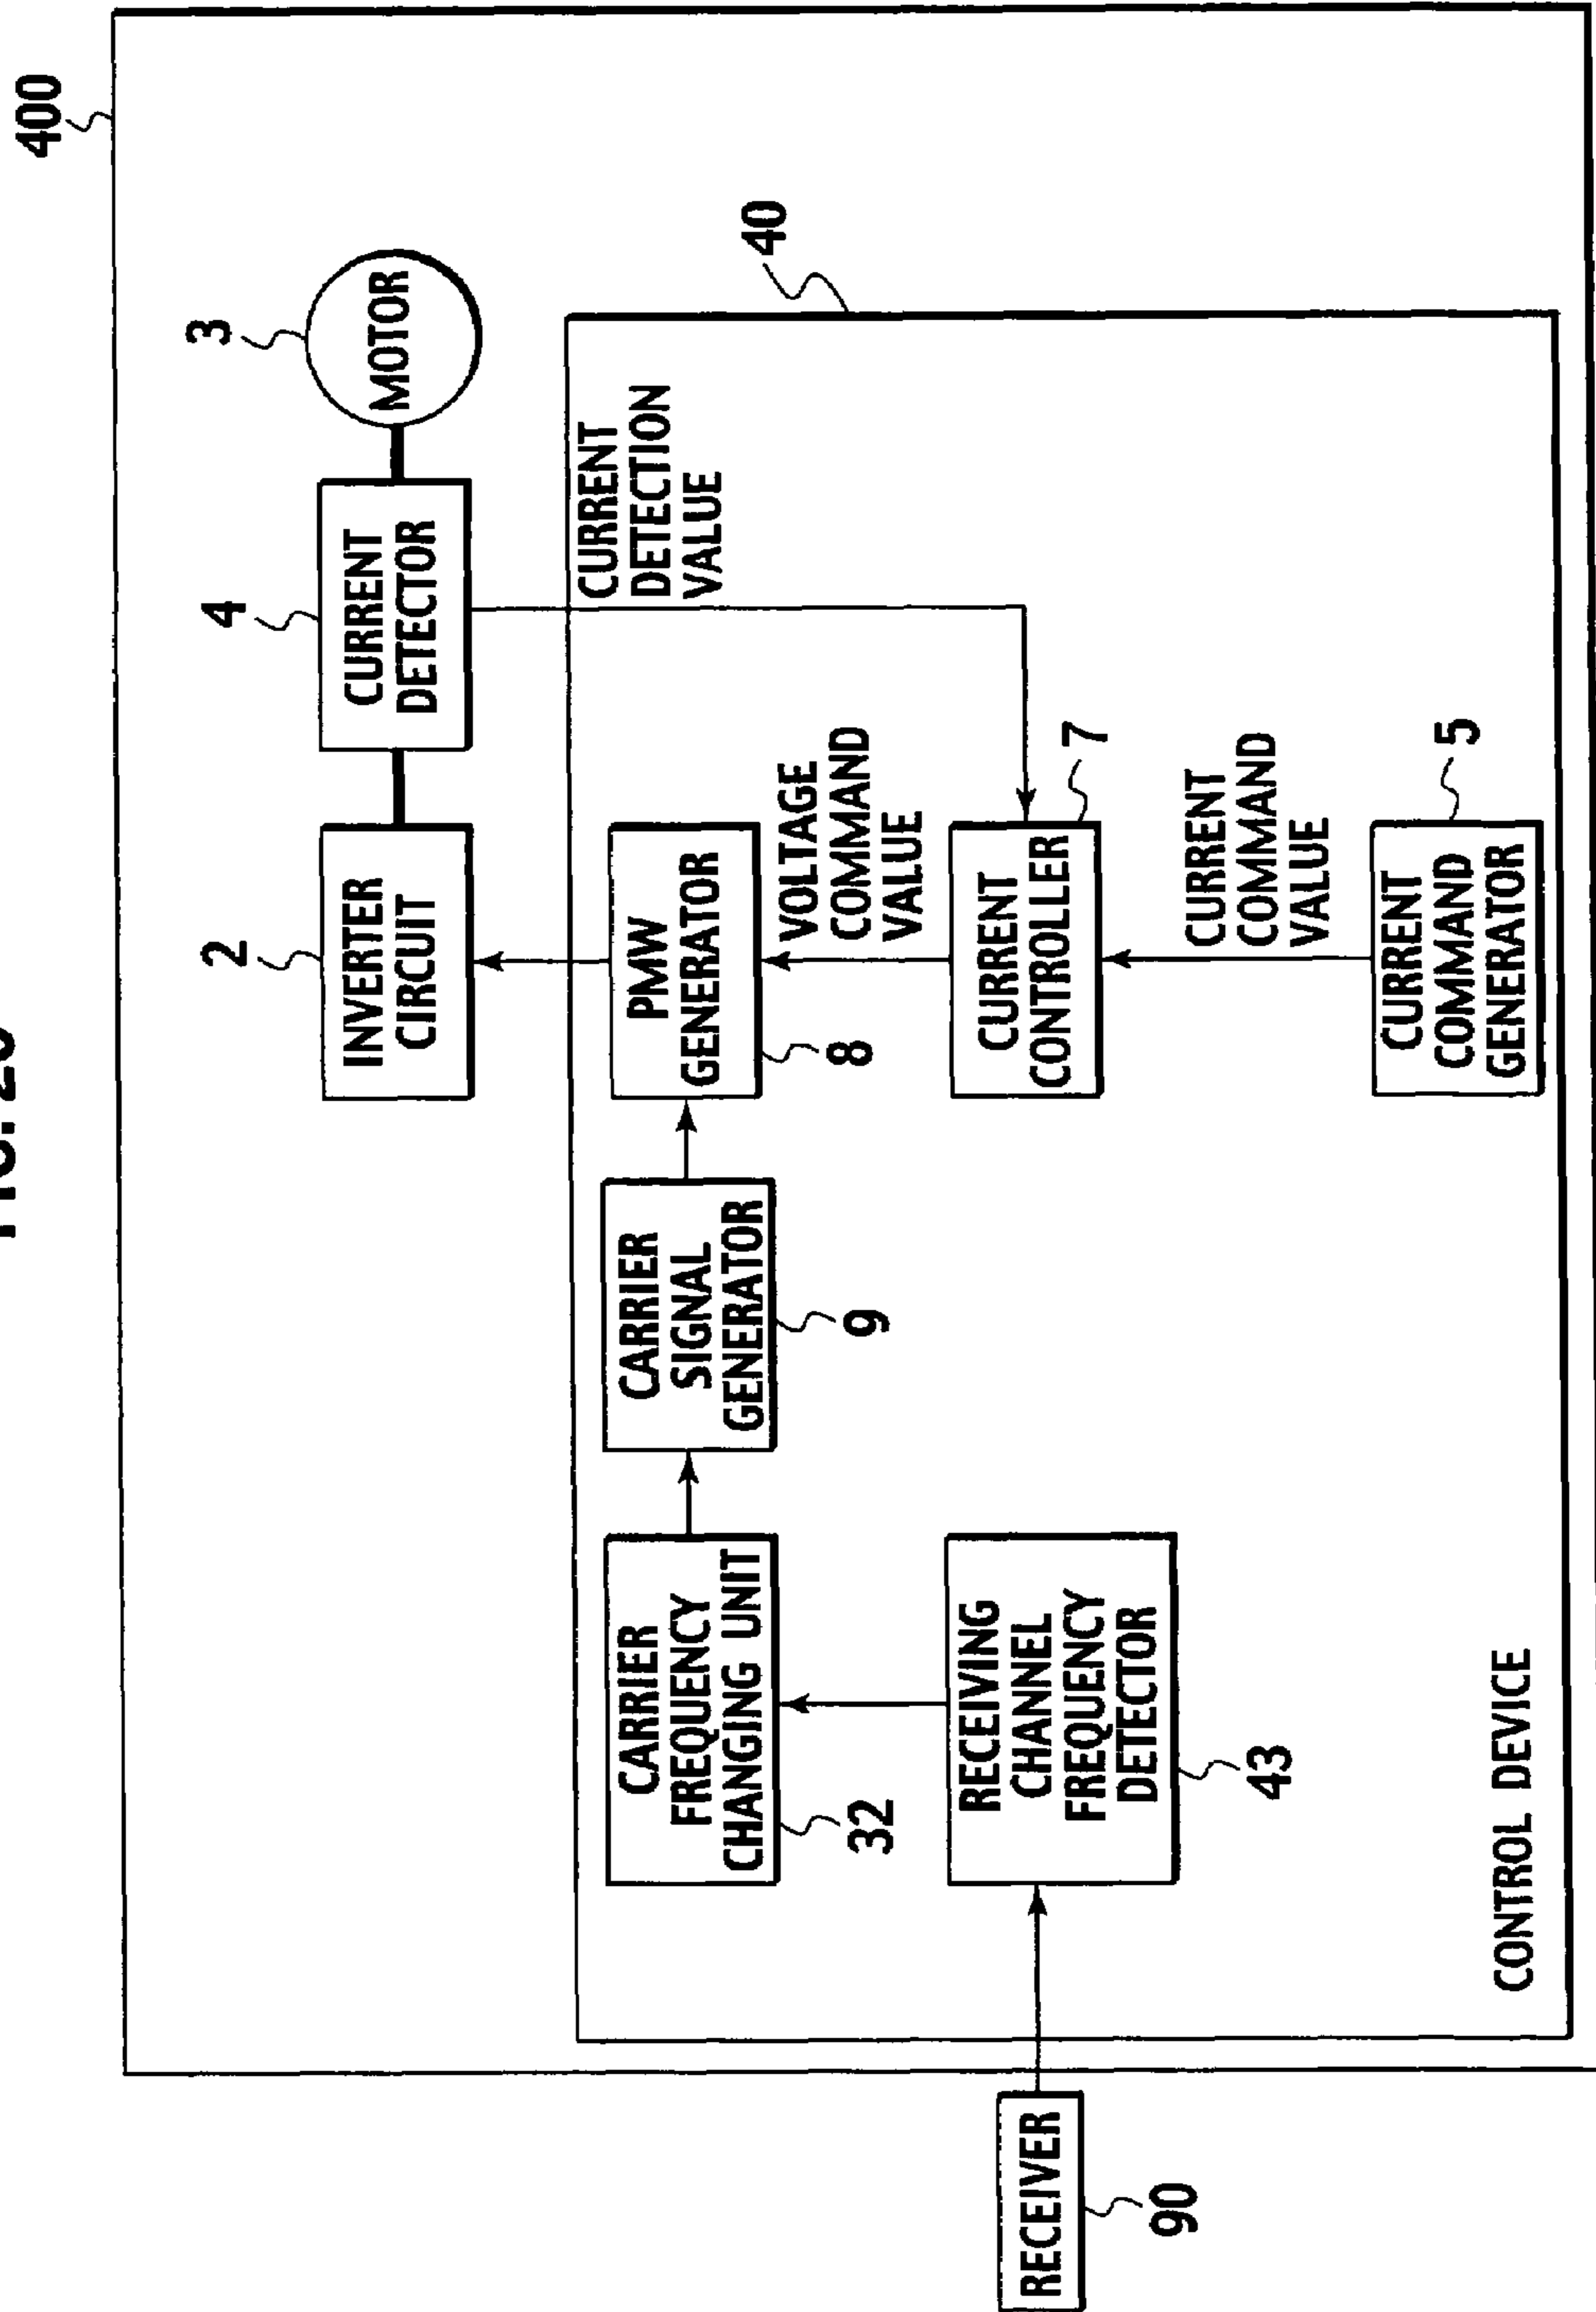 400
3
MOTOR
4
CURRENT
DETECTOR
2
INVERTER
CIRCUIT
40
CURRENT
DETECTION
VALUE
CARRIER
FREQUENCY
CHANGING UNIT
32
CARRIER
SIGNAL
GENERATOR
9
PMW
GENERATOR
8
VOLTAGE
COMMAND
VALUE
RECEIVER
90
RECEIVING
CHANNEL
FREQUENCY
DETECTOR
43
CURRENT
CONTROLLER
7
CURRENT
COMMAND
VALUE
CURRENT
COMMAND
GENERATOR
5
CONTROL DEVICE